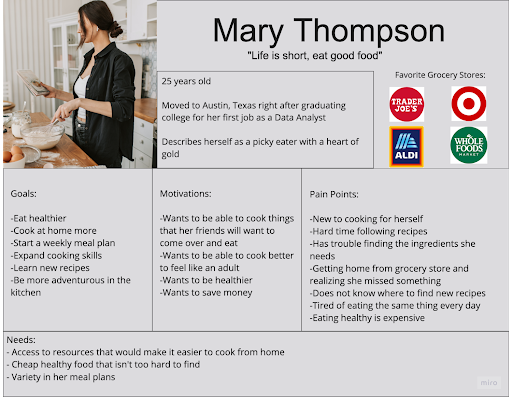 Mary Thompson
"Life is short, eat good food"
25 years old
Moved to Austin, Texas right after graduating
college for her first job as a Data Analyst
Describes herself as a picky eater with a heart of
gold
Favorite Grocery Stores:
TRADER
JOE'S
ALDI
WHOLE
FOODS
MARKET
Goals:
-Eat healthier
-Cook at home more
-Start a weekly meal plan
-Expand cooking skills
-Learn new recipes
-Be more adventurous in the
kitchen
Motivations:
-Wants to be able to cook things
that her friends will want to
come over and eat
-Wants to be able to cook better
to feel like an adult
-Wants to be healthier
-Wants to save money
Pain Points:
-New to cooking for herself
-Hard time following recipes
-Has trouble finding the ingredients she
needs
-Getting home from grocery store and
realizing she missed something
-Does not know where to find new recipes
-Tired of eating the same thing every day
-Eating healthy is expensive
Needs:
- Access to resources that would make it easier to cook from home
- Cheap healthy food that isn't too hard to find
- Variety in her meal plans
miro